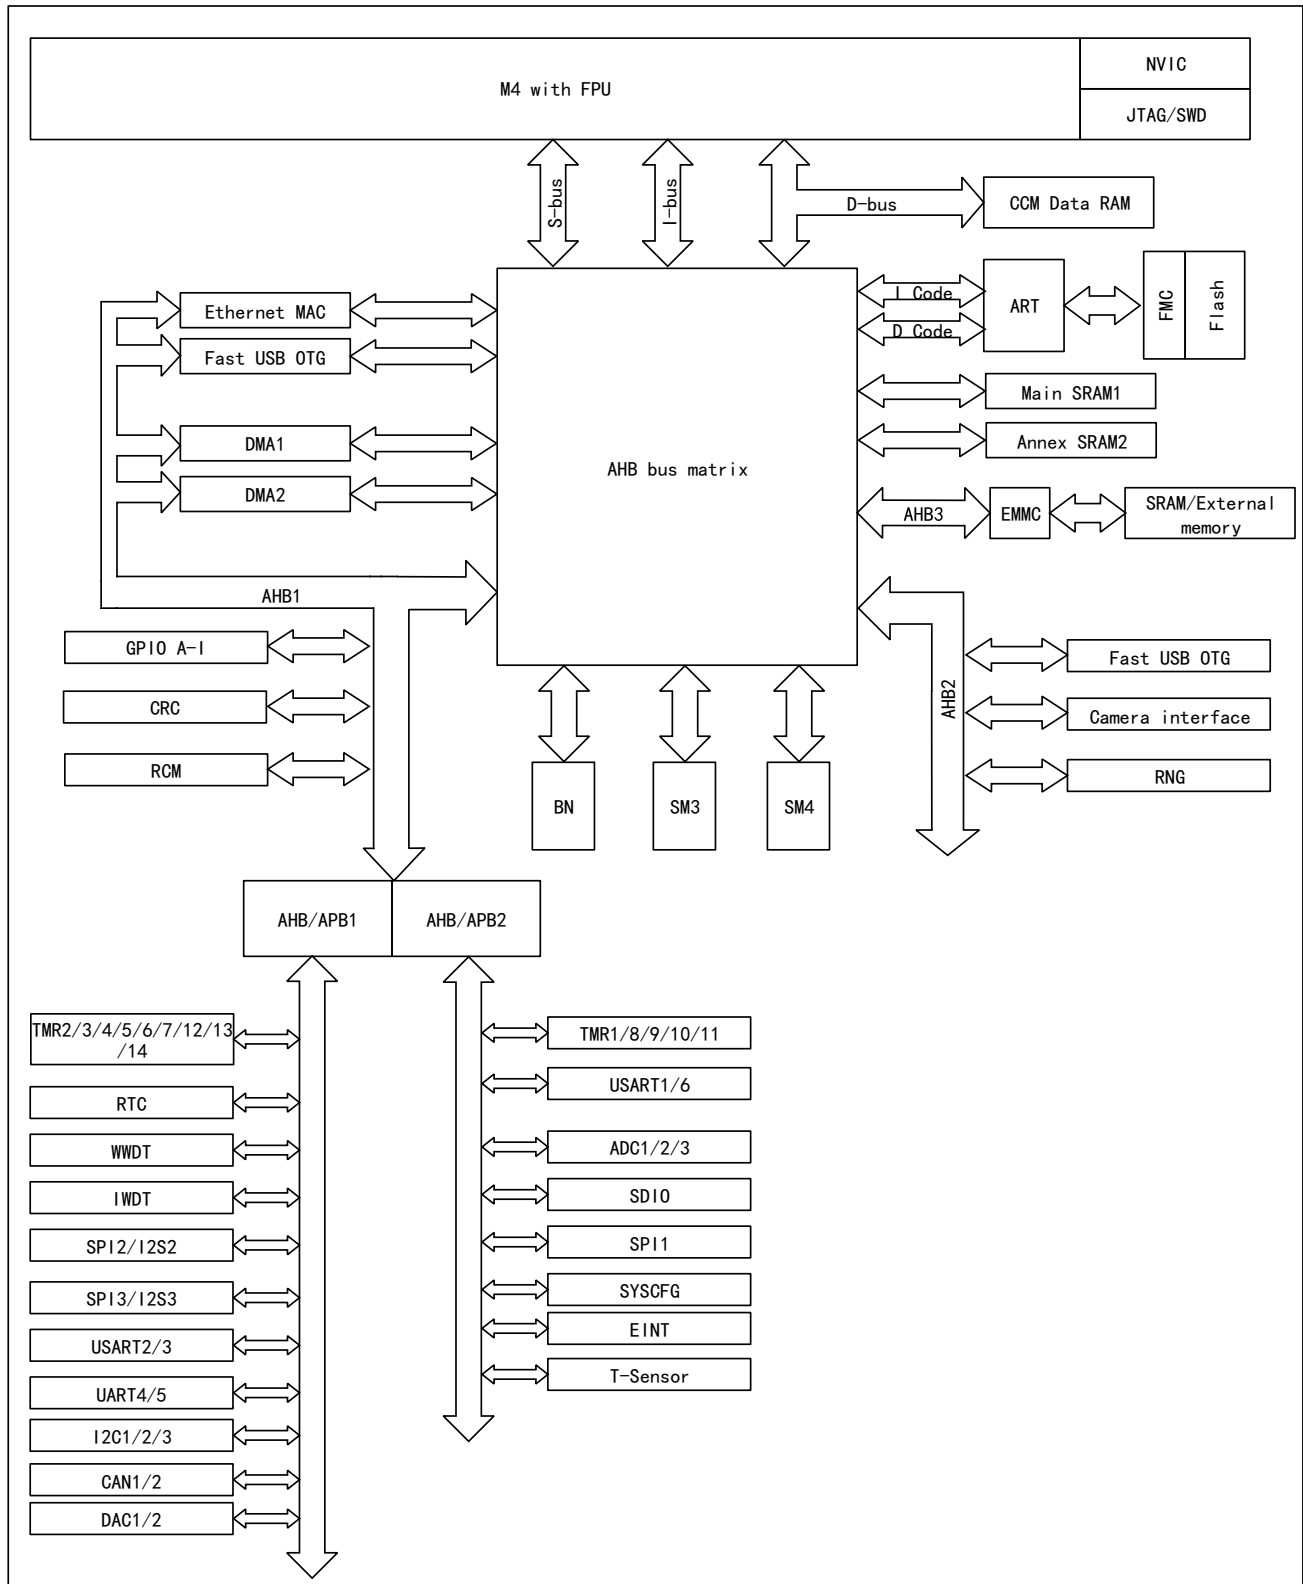 M4 with FPU
NVIC
JTAG/SWD
S-bus
I-bus
D-bus
CCM Data RAM
Ethernet MAC
Fast USB OTG
DMA1
DMA2
AHB bus matrix
I Code
D Code
ART
FMC
Flash
Main SRAM1
Annex SRAM2
AHB3
EMMC
SRAM/External
memory
AHB1
GPIO A-I
CRC
RCM
BN
SM3
SM4
AHB2
Fast USB OTG
Camera interface
RNG
AHB/APB1
AHB/APB2
TMR2/3/4/5/6/7/12/13
/14
RTC
WWDT
IWDT
SPI2/I2S2
SPI3/I2S3
USART2/3
UART4/5
I2C1/2/3
CAN1/2
DAC1/2
TMR1/8/9/10/11
USART1/6
ADC1/2/3
SDIO
SPI1
SYSCFG
EINT
T-Sensor